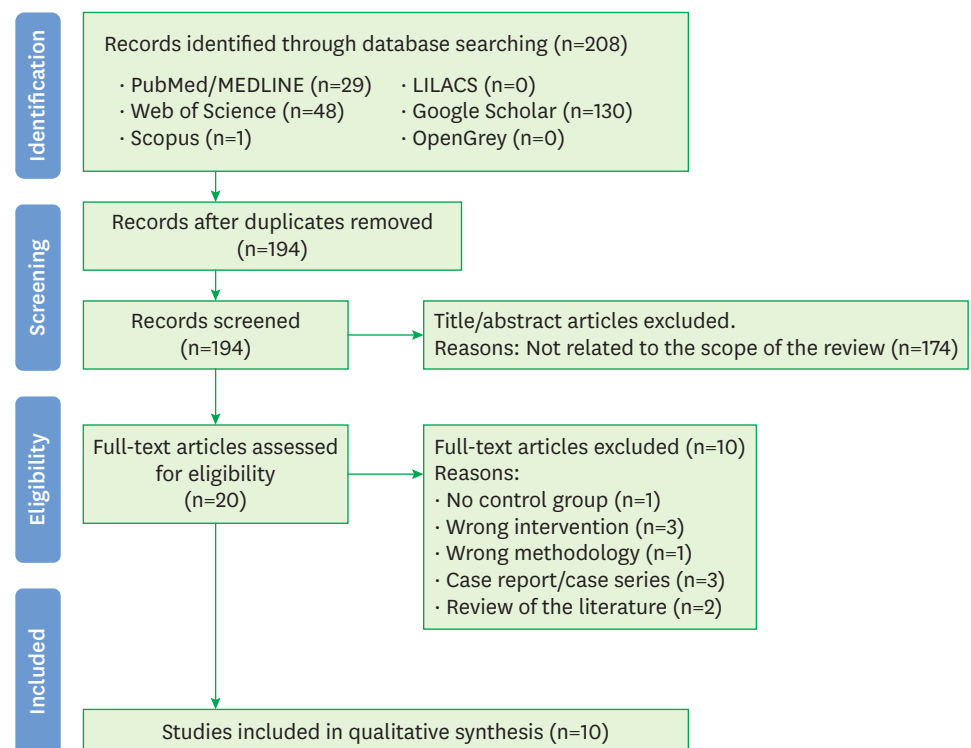 Identification
Records identified through database searching (n=208)
· PubMed/MEDLINE (n=29)
· Web of Science (n=48)
· Scopus (n=1)
· LILACS (n=0)
· Google Scholar (n=130)
· OpenGrey (n=0)
Screening
Records after duplicates removed
(n=194)
Records screened
(n=194)
Title/abstract articles excluded.
Reasons: Not related to the scope of the review (n=174)
Eligibility
Full-text articles assessed
for eligibility
(n=20)
Full-text articles excluded (n=10)
Reasons:
· No control group (n=1)
· Wrong intervention (n=3)
· Wrong methodology (n=1)
· Case report/case series (n=3)
· Review of the literature (n=2)
Included
Studies included in qualitative synthesis (n=10)